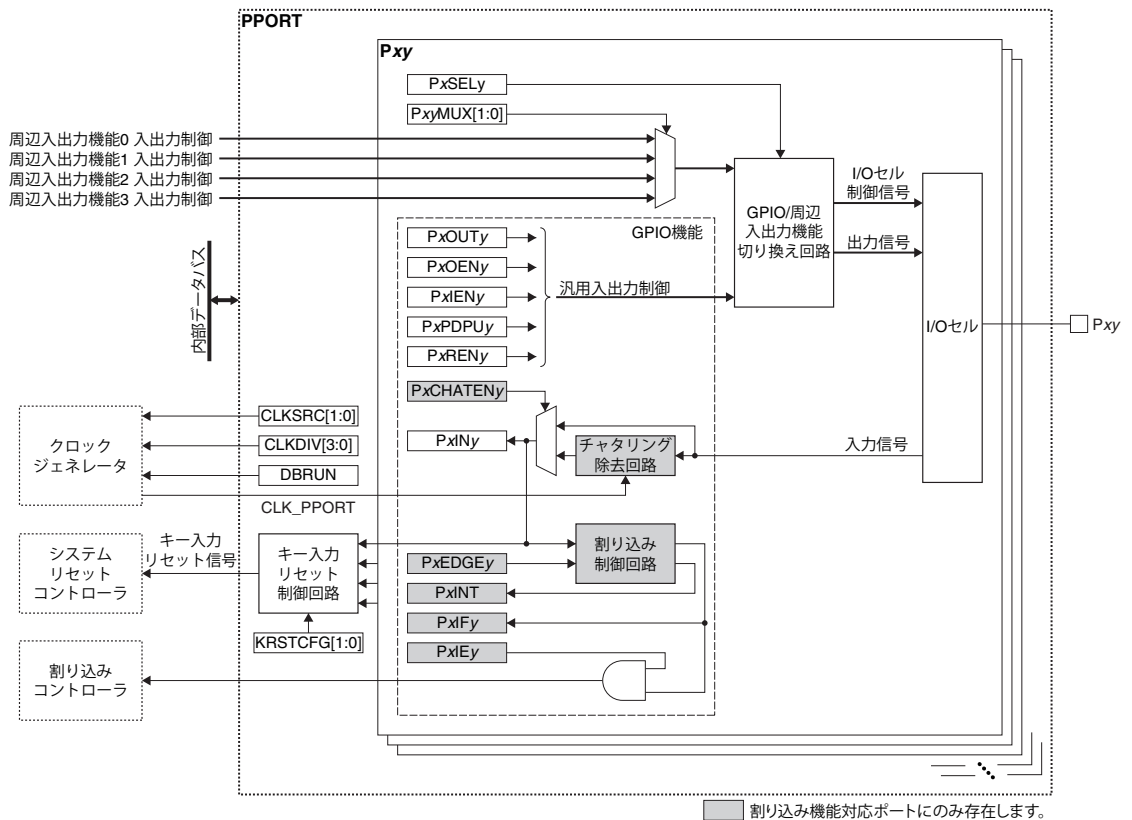 PPORT
Pxy
PxSELy
PxyMUX[1:0]
周辺入出力機能0 入出力制御
周辺入出力機能1 入出力制御
周辺入出力機能2 入出力制御
周辺入出力機能3 入出力制御
GPIO/周辺
入出力機能
切り換え回路
I/Oセル
制御信号
出力信号
I/Oセル
Pxy
内部データバス
GPIO機能
PxOUTy
PxOENy
PxIENy
PxPDPUy
PxRENy
汎用入出力制御
PxCHATENy
PxINy
チャタリング
除去回路
入力信号
クロック
ジェネレータ
CLKSRC[1:0]
CLKDIV[3:0]
DBRUN
CLK_PPORT
システム
リセット
コントローラ
キー入力
リセット信号
キー入力
リセット
制御回路
KRSTCFG[1:0]
割り込み
制御回路
PxEDGEy
PxINT
PxIFy
PxIEy
割り込み
コントローラ
割り込み機能対応ポートにのみ存在します。